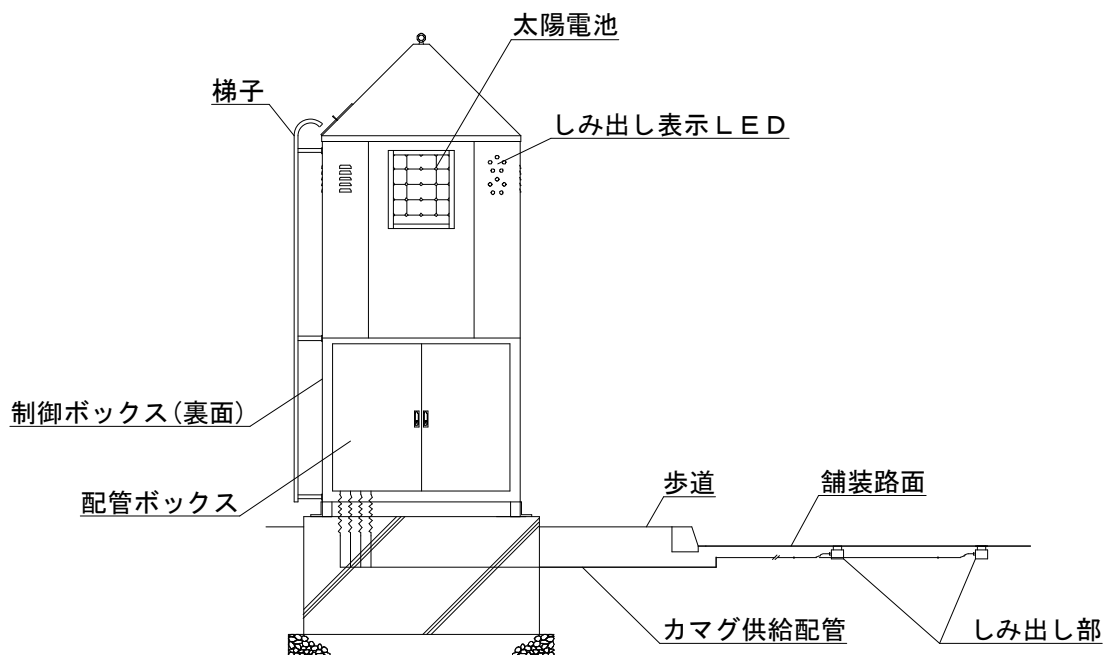 太陽電池
梯子
しみ出し表示ＬＥＤ
制御ボックス(裏面)
配管ボックス
歩道
舗装路面
カマグ供給配管
しみ出し部